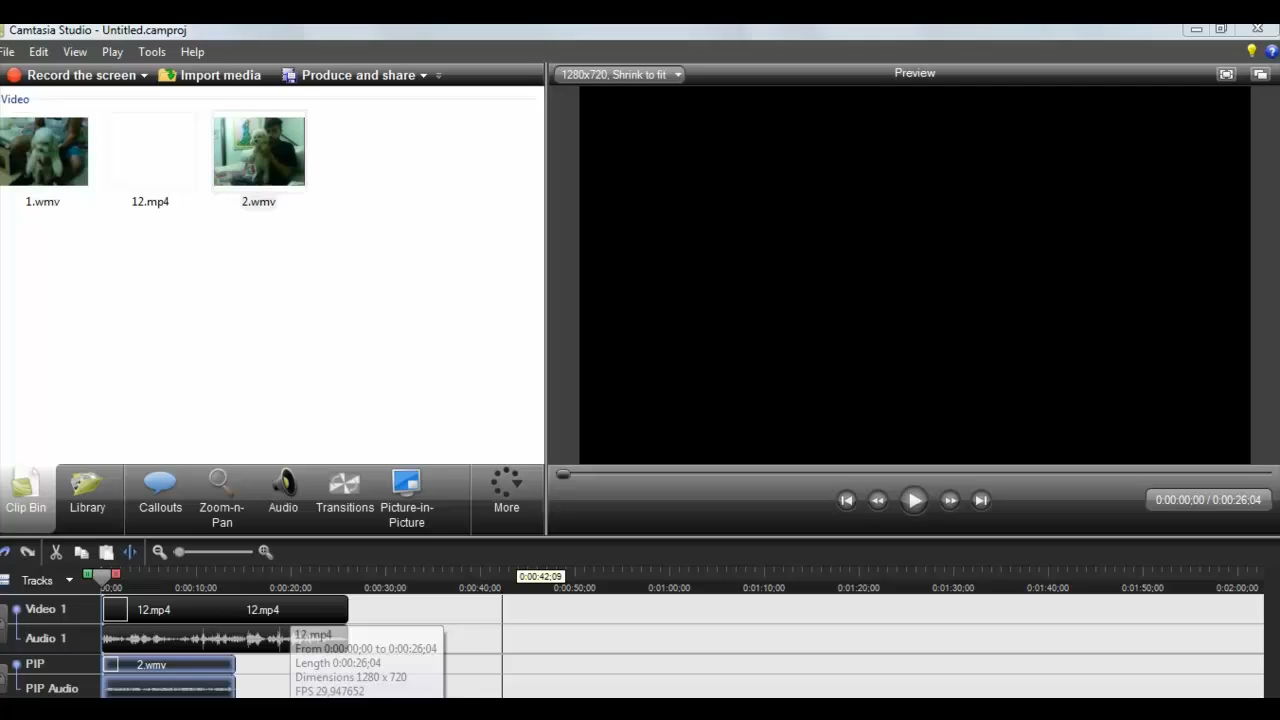 Camtasia Studio - Untitled.camproj
File Edit View Play Tools Help
Record the screen Import media Produce and share
1280x720, Shrink to fit Preview
Video
1.wmv 12.mp4 2.wmv
Clip Bin Library Callouts Zoom-n-Pan Audio Transitions Picture-in-Picture More
0:00:00,00 / 0:00:26,04
0:00:42,09
Tracks 0:00:10,00 0:00:20,00 0:00:30,00 0:00:40,00 0:00:50,00 0:01:00,00 0:01:10,00 0:01:20,00 0:01:30,00 0:01:40,00 0:01:50,00 0:02:00,00
Video 1 12.mp4 12.mp4
Audio 1
12.mp4
From 0:00:00;00 to 0:00:26;04
Length 0:00:26;04
Dimensions 1280 x 720
FPS 29,947652
PIP 2.wmv
PIP Audio